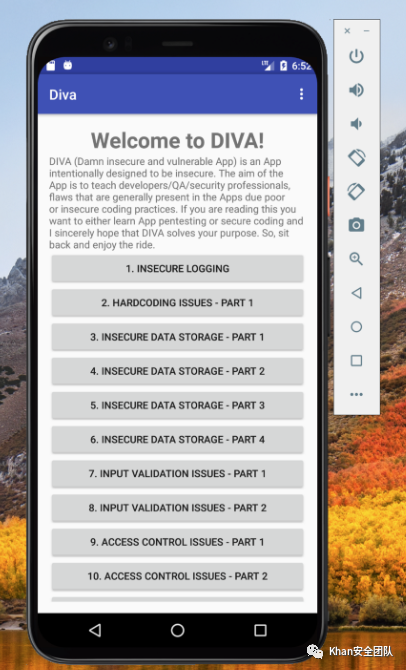 LTE
6:52
Diva
Welcome to DIVA!
DIVA (Damn insecure and vulnerable App) is an App
intentionally designed to be insecure. The aim of the
App is to teach developers/QA/security professionals,
flaws that are generally present in the Apps due poor
or insecure coding practices. If you are reading this you
want to either learn App pentesting or secure coding and
I sincerely hope that DIVA solves your purpose. So, sit
back and enjoy the ride.
1. INSECURE LOGGING
2. HARDCODING ISSUES - PART 1
3. INSECURE DATA STORAGE - PART 1
4. INSECURE DATA STORAGE - PART 2
5. INSECURE DATA STORAGE - PART 3
6. INSECURE DATA STORAGE - PART 4
7. INPUT VALIDATION ISSUES - PART 1
8. INPUT VALIDATION ISSUES - PART 2
9. ACCESS CONTROL ISSUES - PART 1
10. ACCESS CONTROL ISSUES - PART 2
Khan安全团队